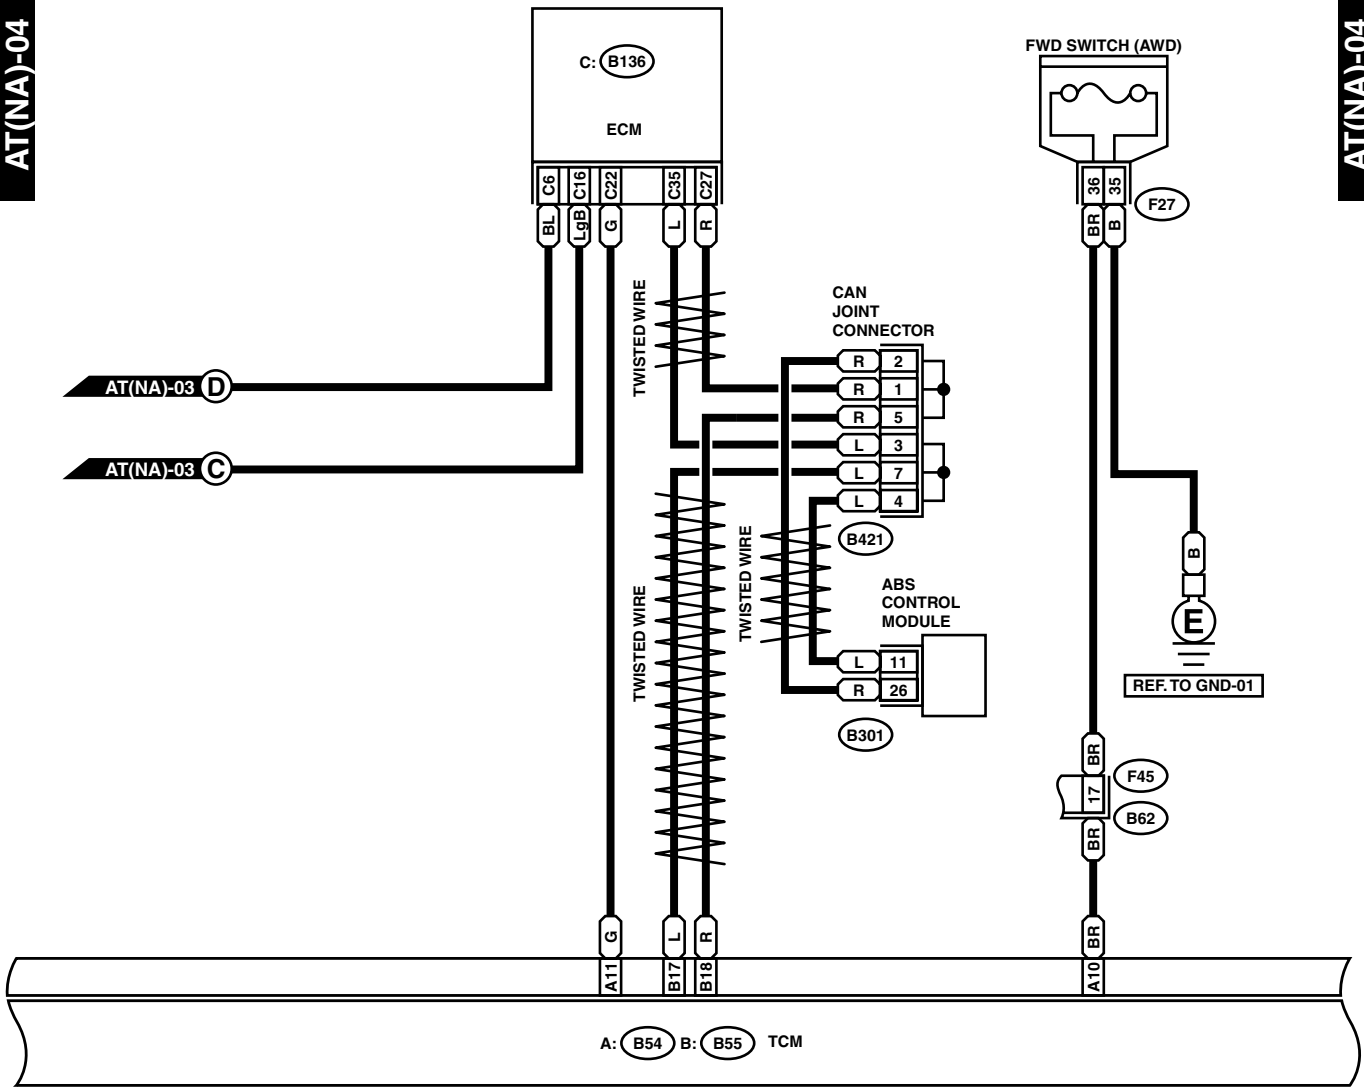 AT(NA)-04
AT(NA)-04
C: B136
ECM
C6 C16 C22 C35 C27
BL LgB G L R
FWD SWITCH (AWD)
36 35
BR B
F27
TWISTED WIRE
CAN
JOINT
CONNECTOR
R 2
R 1
R 5
L 3
L 7
L 4
B421
AT(NA)-03 D
AT(NA)-03 C
TWISTED WIRE
TWISTED WIRE
ABS
CONTROL
MODULE
L 11
R 26
B301
B
E
REF. TO GND-01
BR
17
F45
B62
BR
G L R BR
A11 B17 B18 A10
A: B54 B: B55 TCM